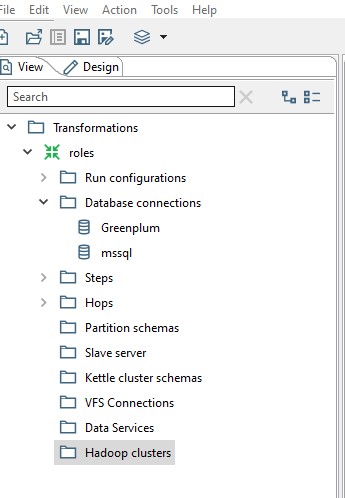 File Edit View Action Tools Help
View Design
Search
Transformations
roles
Run configurations
Database connections
Greenplum
mssql
Steps
Hops
Partition schemas
Slave server
Kettle cluster schemas
VFS Connections
Data Services
Hadoop clusters